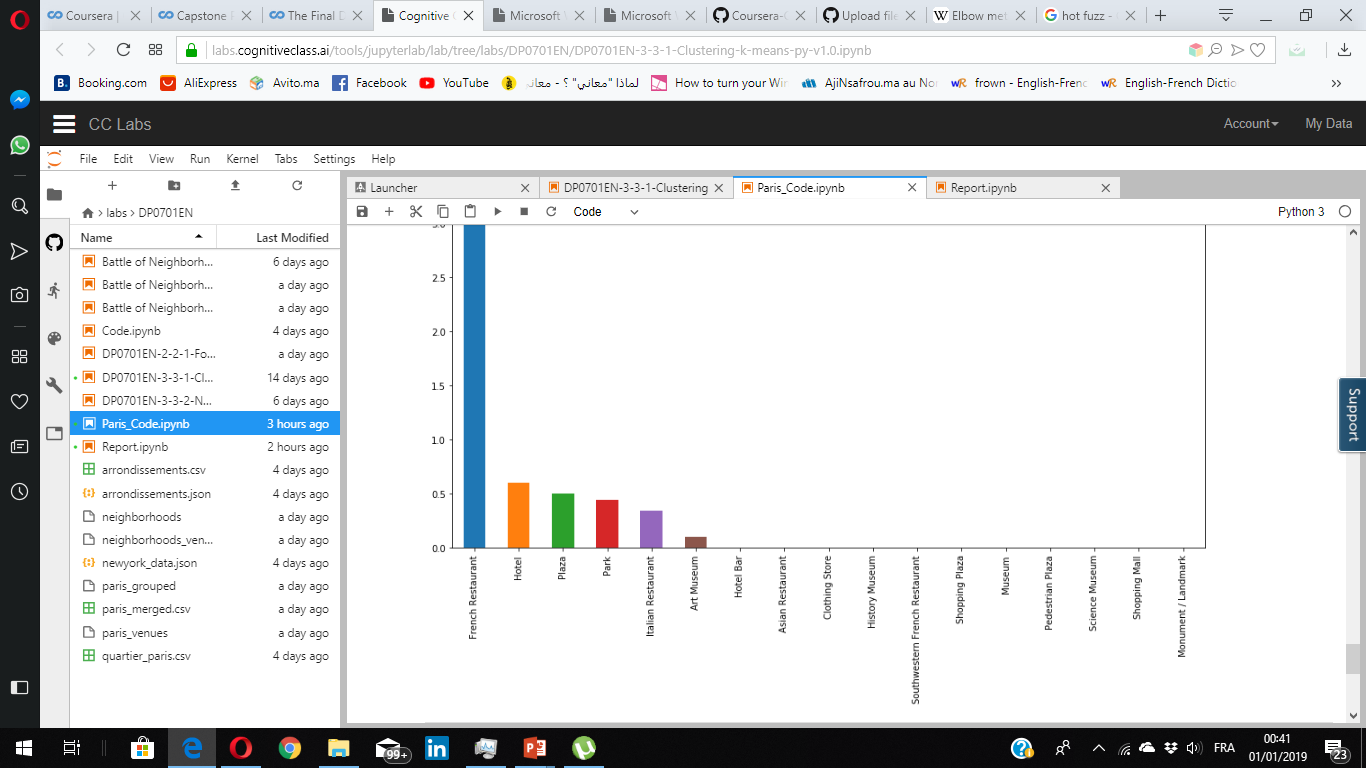 Coursera |
Capstone P
The Final D
Cognitive C
Microsoft V
Microsoft V
Coursera-C
Upload file
Elbow met
hot fuzz -
labs.cognitiveclass.ai/tools/jupyterlab/lab/tree/labs/DP0701EN/DP0701EN-3-3-1-Clustering-k-means-py-v1.0.ipynb
Booking.com
AliExpress
Avito.ma
Facebook
YouTube
لماذا "معاني" ؟ - معاني
How to turn your Win
AjiNsafrou.ma au No
frown - English-Frenc
English-French Dictio
CC Labs
Account
My Data
File Edit View Run Kernel Tabs Settings Help
labs > DP0701EN
Name Last Modified
Battle of Neighborh... 6 days ago
Battle of Neighborh... a day ago
Battle of Neighborh... a day ago
Code.ipynb 4 days ago
DP0701EN-2-2-1-Fo... a day ago
DP0701EN-3-3-1-Cl... 14 days ago
DP0701EN-3-3-2-N... 6 days ago
Paris_Code.ipynb 3 hours ago
Report.ipynb 2 hours ago
arrondissements.csv 4 days ago
arrondissements.json 4 days ago
neighborhoods a day ago
neighborhoods_ven... a day ago
newyork_data.json 4 days ago
paris_grouped a day ago
paris_merged.csv a day ago
paris_venues a day ago
quartier_paris.csv 4 days ago
Launcher
DP0701EN-3-3-1-Clustering
Paris_Code.ipynb
Report.ipynb
Code
Python 3
3.0
2.5
2.0
1.5
1.0
0.5
0.0
French Restaurant
Hotel
Plaza
Park
Italian Restaurant
Art Museum
Hotel Bar
Asian Restaurant
Clothing Store
History Museum
Southwestern French Restaurant
Shopping Plaza
Museum
Pedestrian Plaza
Science Museum
Shopping Mall
Monument / Landmark
Support
99+
FRA
00:41
01/01/2019
23